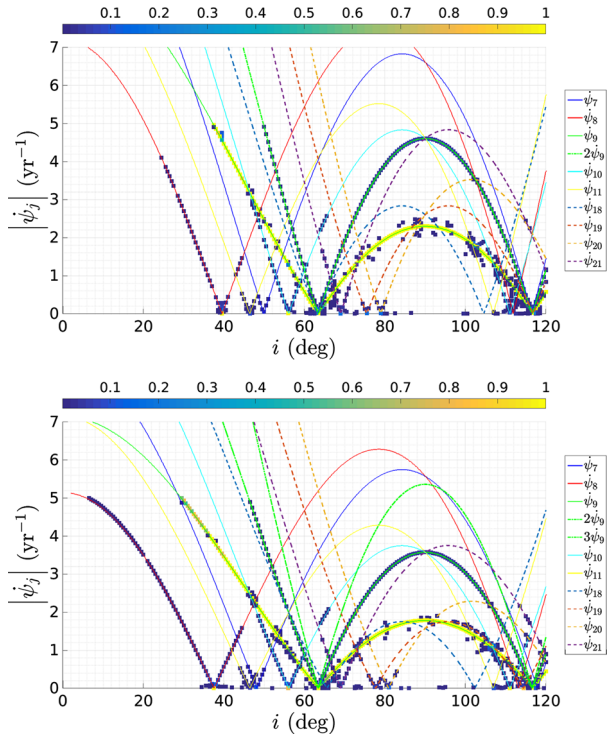 0.1 0.2 0.3 0.4 0.5 0.6 0.7 0.8 0.9 1
7
6
5
4
3
2
1
0
|ψ̇ⱼ| (yr⁻¹)
0 20 40 60 80 100 120
i (deg)
ψ̇₇
ψ̇₈
ψ̇₉
2ψ̇₉
ψ̇₁₀
ψ̇₁₁
ψ̇₁₈
ψ̇₁₉
ψ̇₂₀
ψ̇₂₁
0.1 0.2 0.3 0.4 0.5 0.6 0.7 0.8 0.9 1
7
6
5
4
3
2
1
0
|ψ̇ⱼ| (yr⁻¹)
0 20 40 60 80 100 120
i (deg)
ψ̇₇
ψ̇₈
ψ̇₉
2ψ̇₉
3ψ̇₉
ψ̇₁₀
ψ̇₁₁
ψ̇₁₈
ψ̇₁₉
ψ̇₂₀
ψ̇₂₁